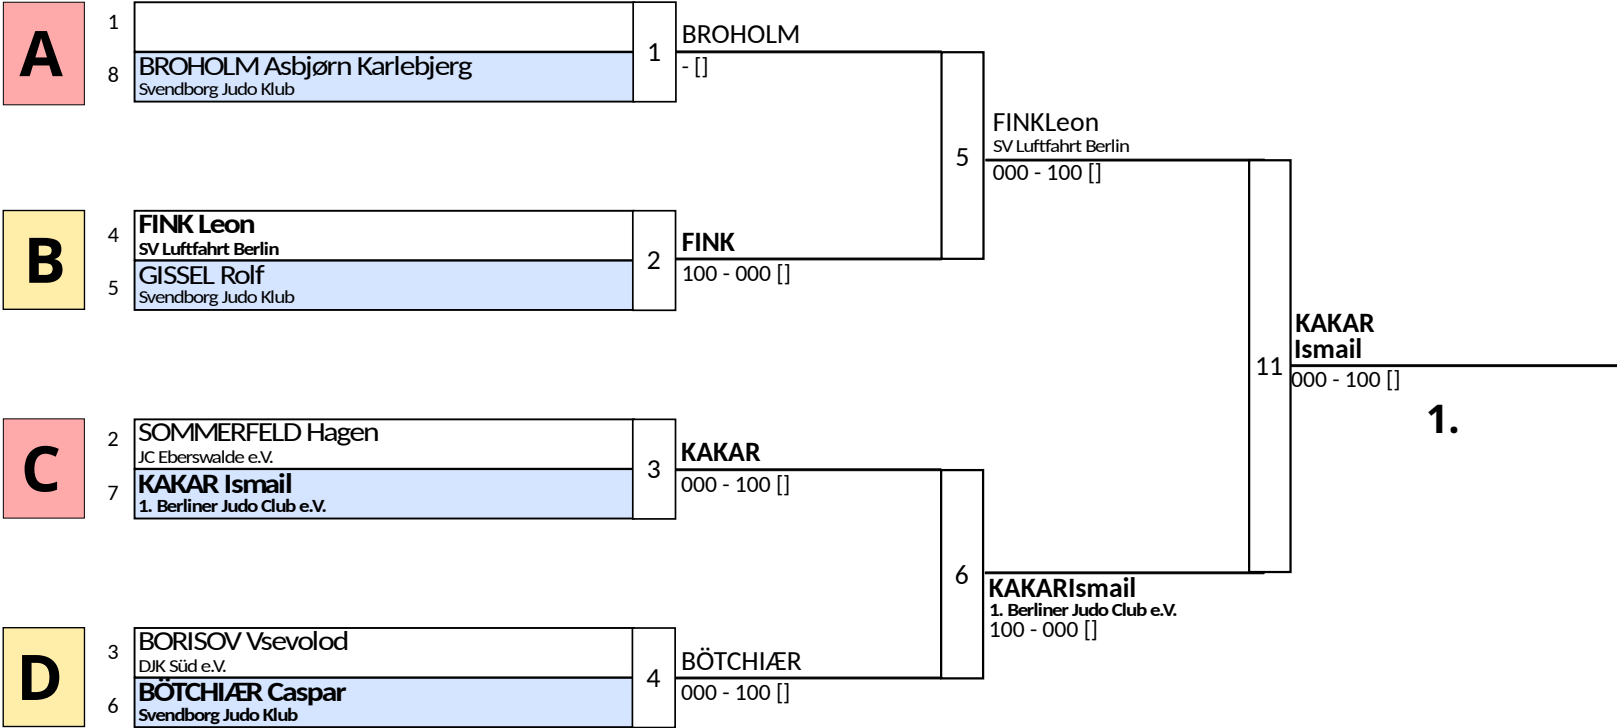 A
1
8
BROHOLM Asbjørn Karlebjerg
Svendborg Judo Klub
1
BROHOLM
- []
B
4
FINK Leon
SV Luftfahrt Berlin
5
GISSEL Rolf
Svendborg Judo Klub
2
FINK
100 - 000 []
5
FINKLeon
SV Luftfahrt Berlin
000 - 100 []
C
2
SOMMERFELD Hagen
JC Eberswalde e.V.
7
KAKAR Ismail
1. Berliner Judo Club e.V.
3
KAKAR
000 - 100 []
D
3
BORISOV Vsevolod
DJK Süd e.V.
6
BÖTCHIÆR Caspar
Svendborg Judo Klub
4
BÖTCHIÆR
000 - 100 []
6
KAKARIsmail
1. Berliner Judo Club e.V.
100 - 000 []
11
KAKAR
Ismail
000 - 100 []
1.